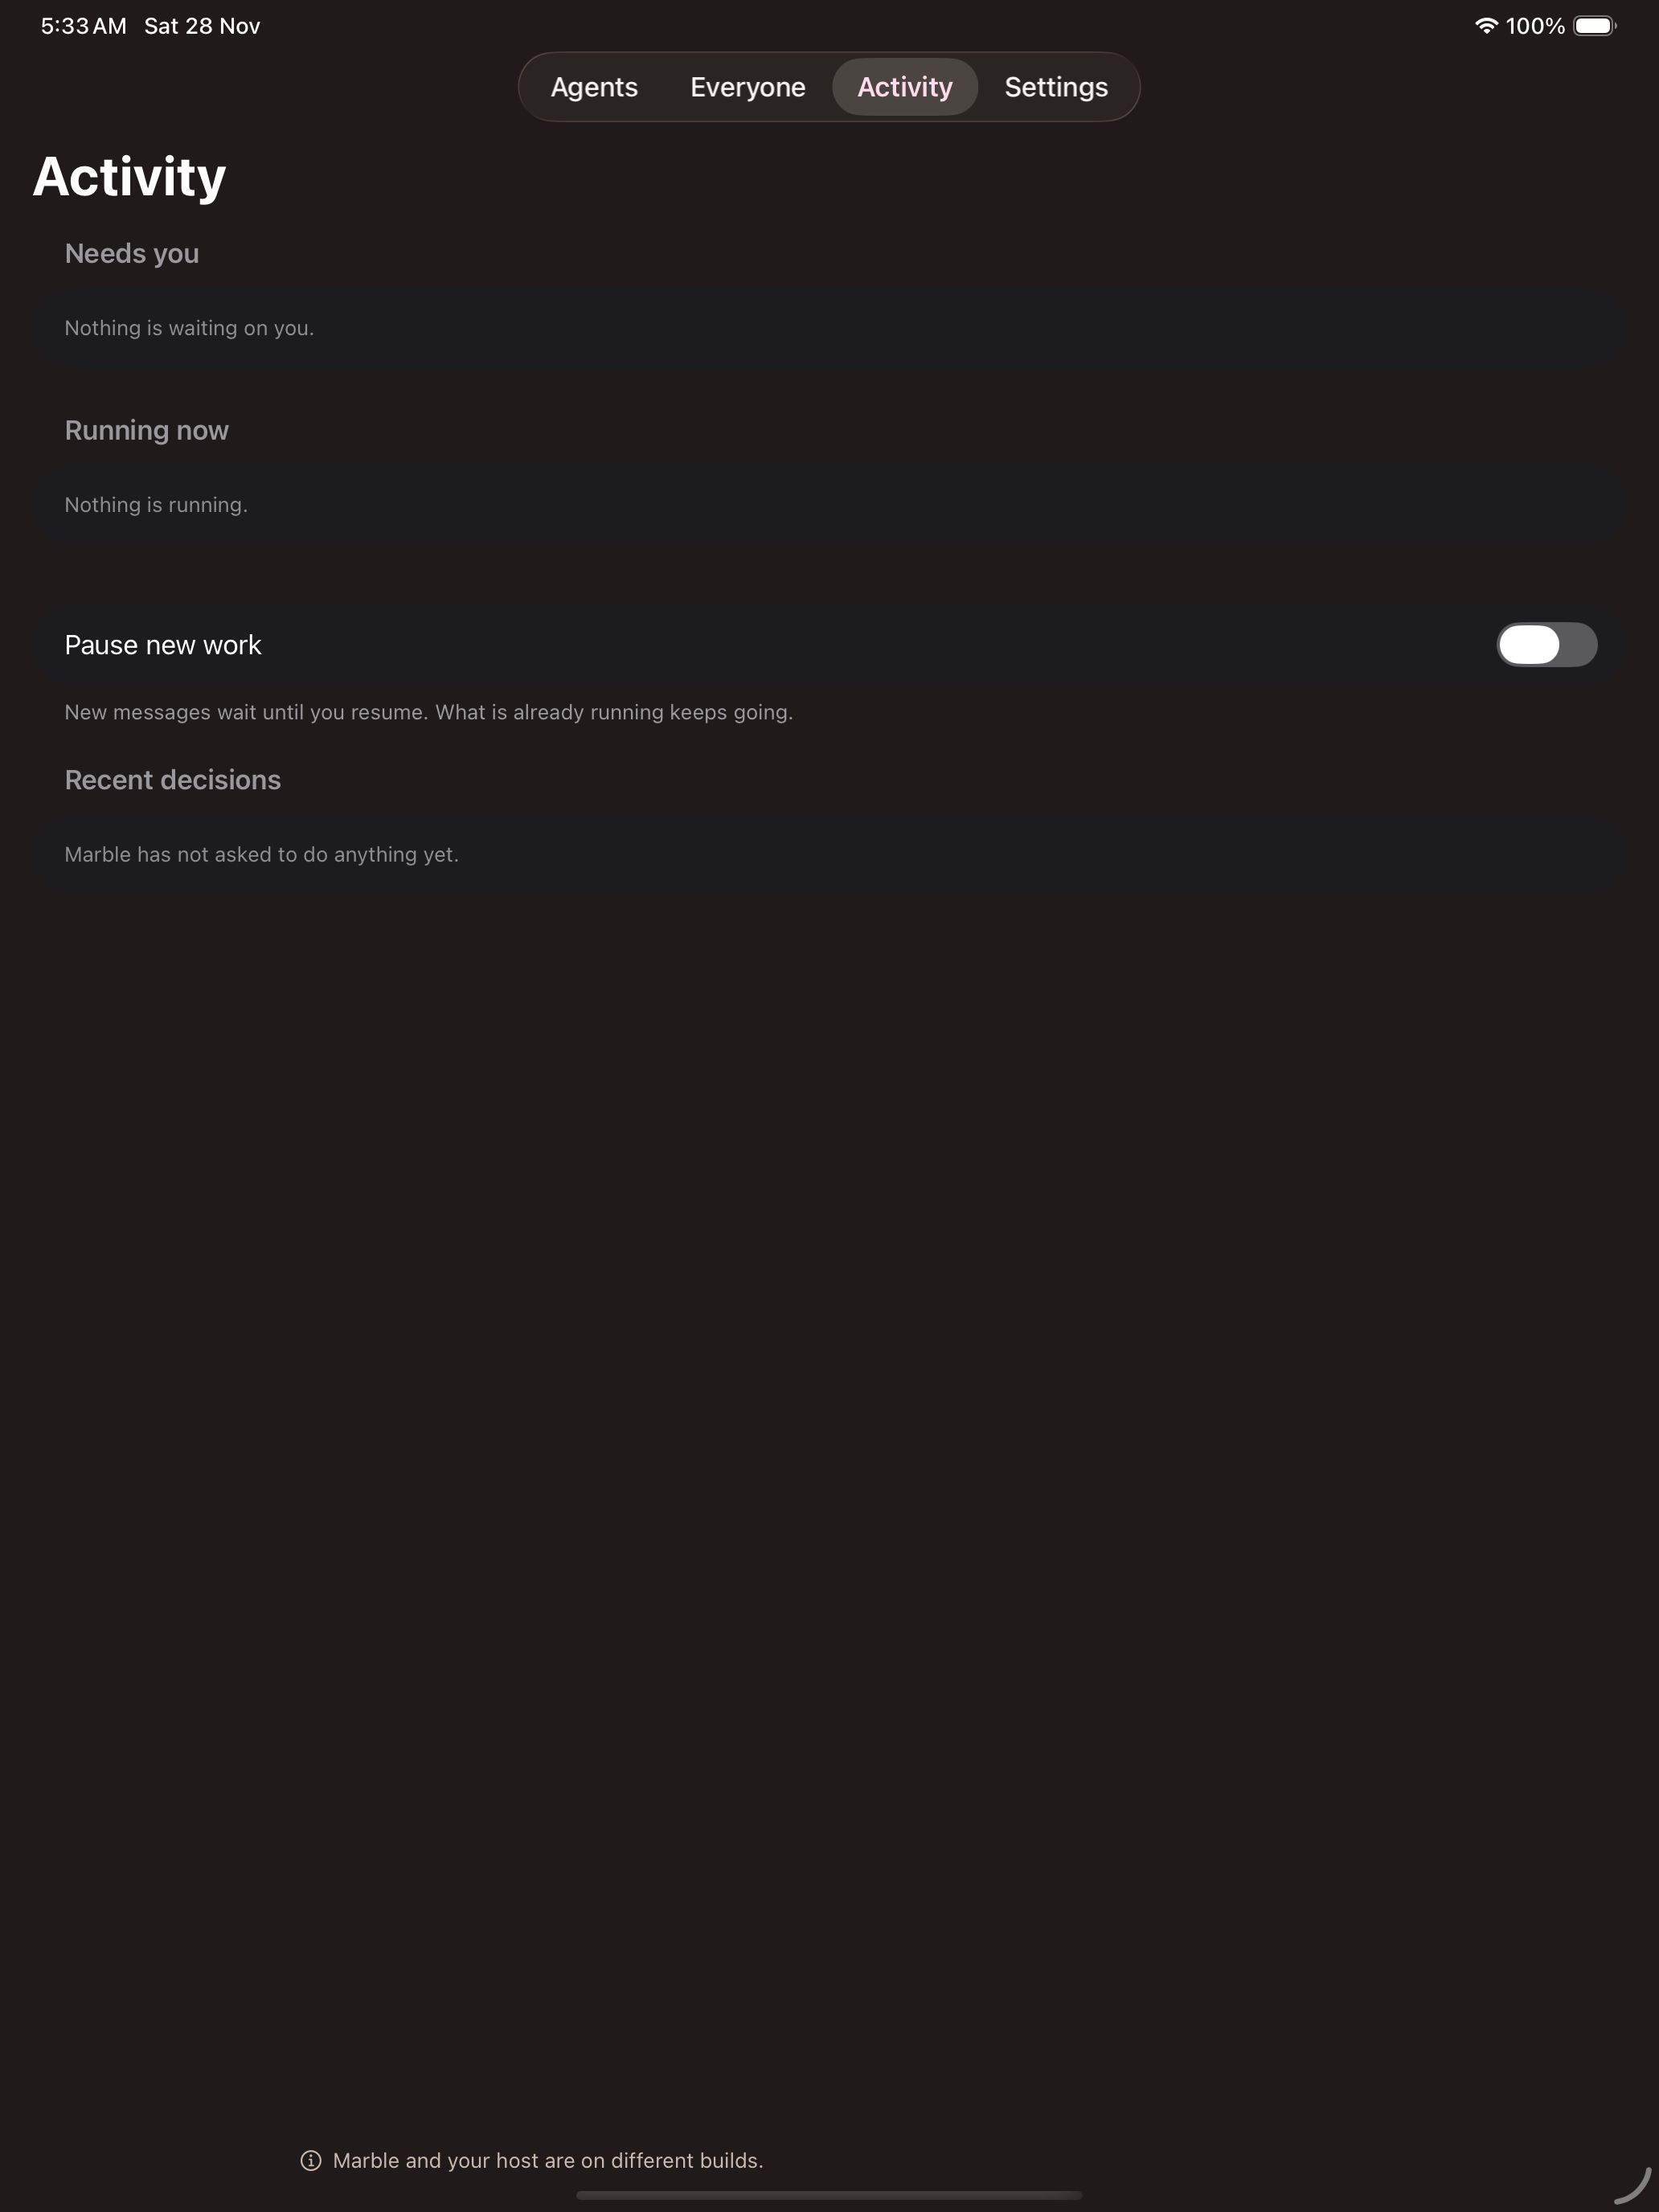 5:33 AM Sat 28 Nov 100%
Agents Everyone Activity Settings
Activity
Needs you
Nothing is waiting on you.
Running now
Nothing is running.
Pause new work
New messages wait until you resume. What is already running keeps going.
Recent decisions
Marble has not asked to do anything yet.
Marble and your host are on different builds.